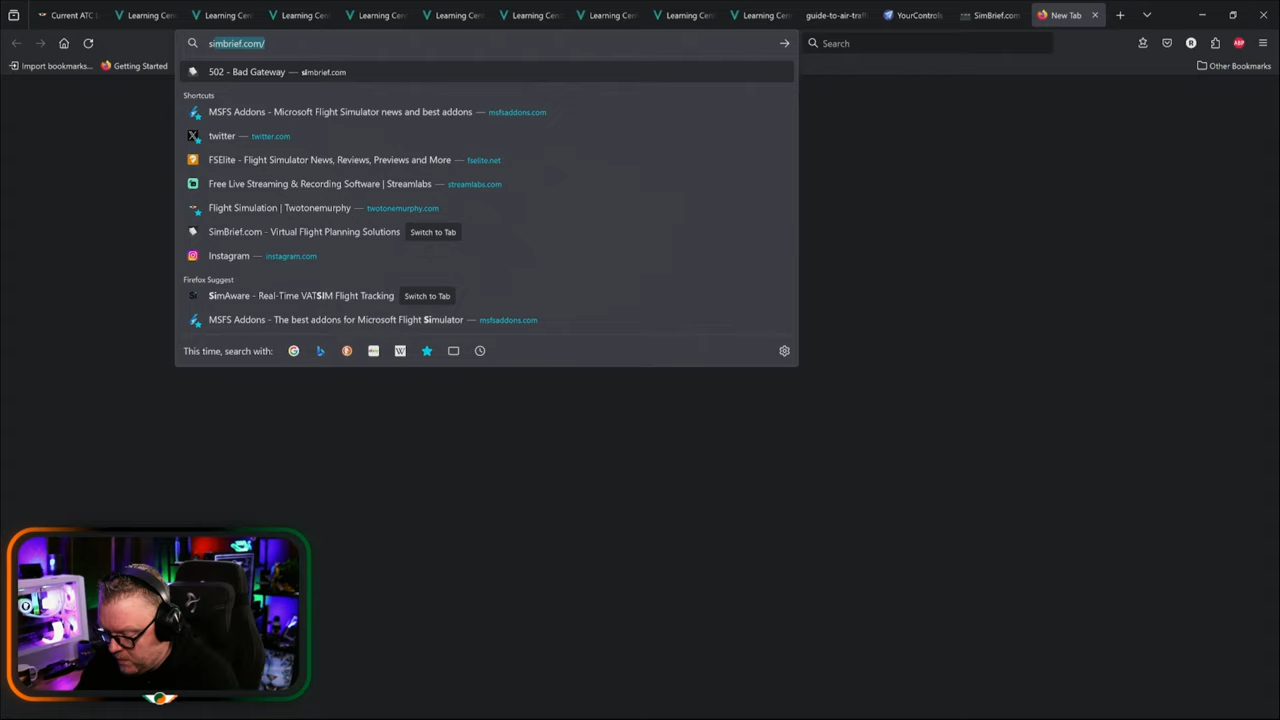 Current ATC
Learning Cen
Learning Cen
Learning Cen
Learning Cen
Learning Cen
Learning Cen
Learning Cen
Learning Cen
Learning Cen
guide-to-air-traff
YourControls
SimBrief.com
New Tab
simbrief.com/
Search
Import bookmarks...
Getting Started
Other Bookmarks
502 - Bad Gateway — simbrief.com
Shortcuts
MSFS Addons - Microsoft Flight Simulator news and best addons — msfsaddons.com
twitter — twitter.com
FSElite - Flight Simulator News, Reviews, Previews and More — fselite.net
Free Live Streaming & Recording Software | Streamlabs — streamlabs.com
Flight Simulation | Twotonemurphy — twotonemurphy.com
SimBrief.com - Virtual Flight Planning Solutions Switch to Tab
Instagram — instagram.com
Firefox Suggest
SimAware - Real-Time VATSIM Flight Tracking Switch to Tab
MSFS Addons - The best addons for Microsoft Flight Simulator — msfsaddons.com
This time, search with: